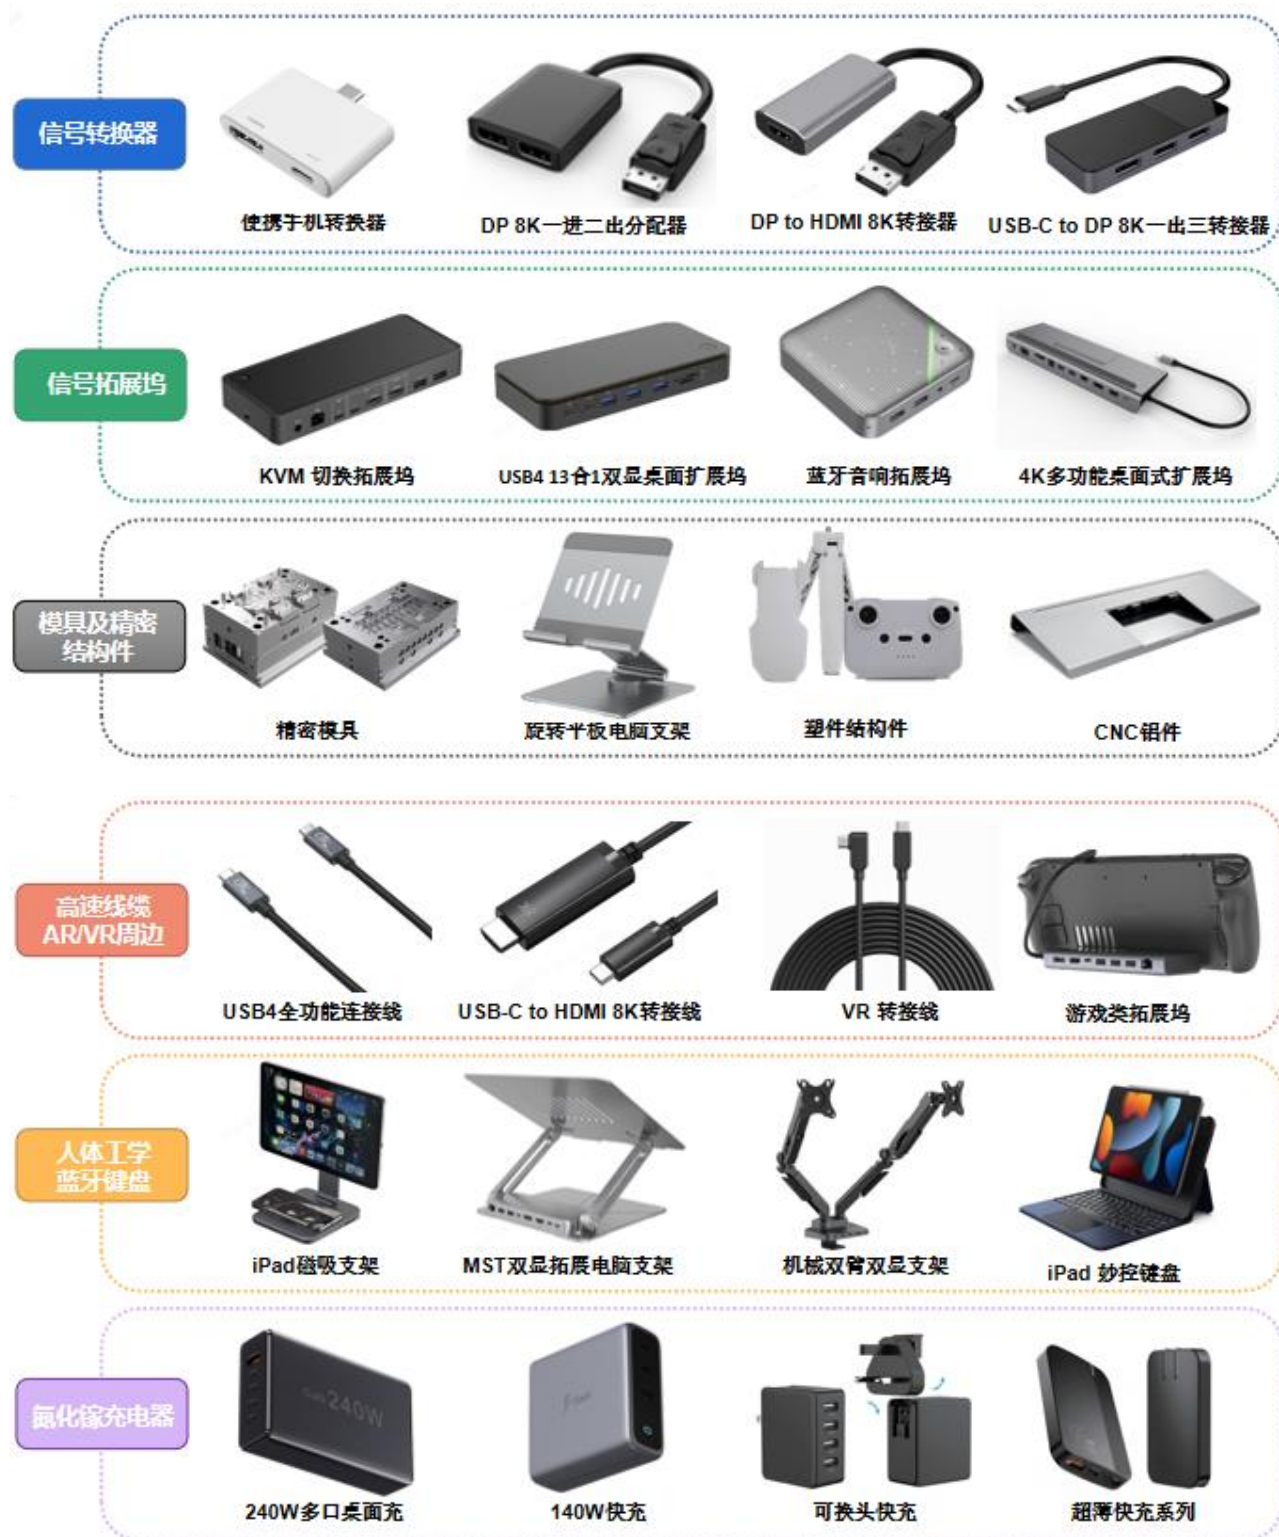 信号转换器
便携手机转换器
DP 8K一进二出分配器
DP to HDMI 8K转接器
USB-C to DP 8K一出三转接器
信号拓展坞
KVM 切换拓展坞
USB4 13合1双显桌面扩展坞
蓝牙音响拓展坞
4K多功能桌面式扩展坞
模具及精密
结构件
精密模具
旋转平板电脑支架
塑件结构件
CNC铝件
高速线缆
AR/VR周边
USB4全功能连接线
USB-C to HDMI 8K转接线
VR 转接线
游戏类拓展坞
人体工学
蓝牙键盘
iPad磁吸支架
MST双显拓展电脑支架
机械双臂双显支架
iPad 妙控键盘
氮化镓充电器
240W
240W多口桌面充
140W快充
可换头快充
超薄快充系列